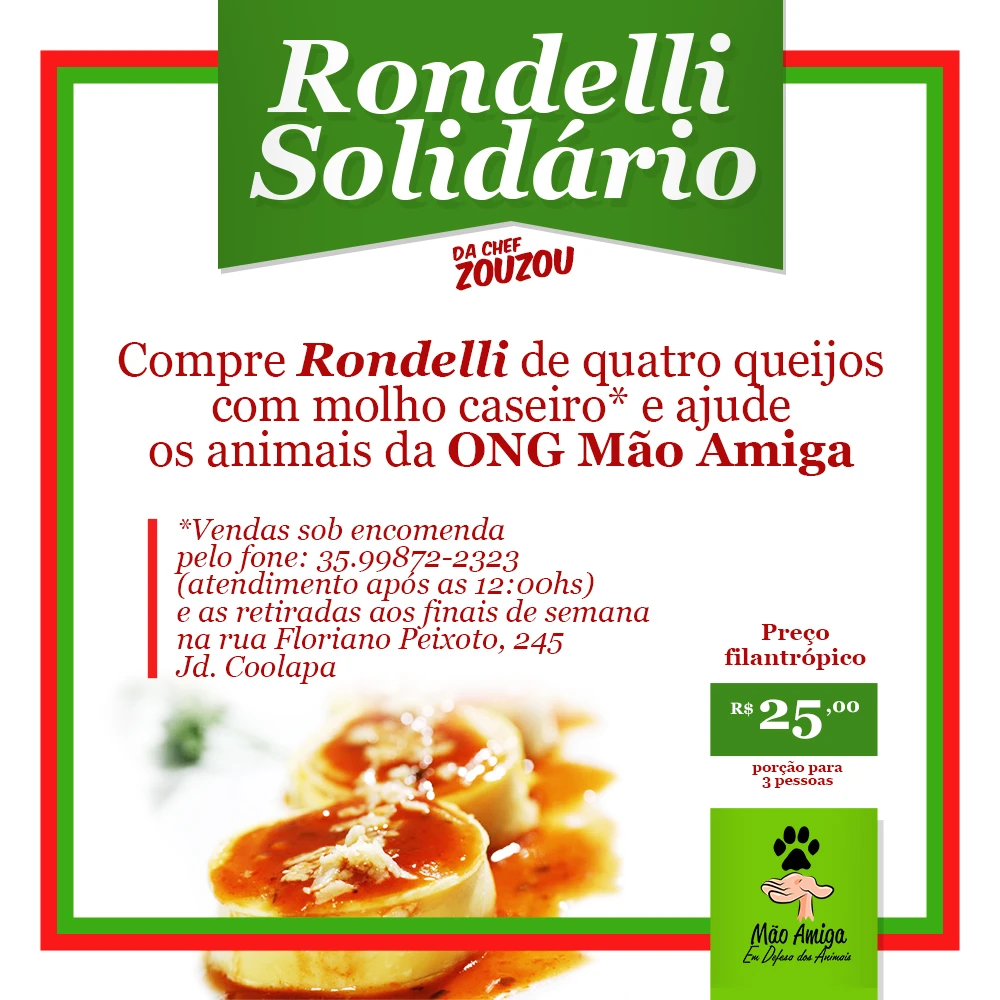 Rondelli
Solidário
DA CHEF
ZOUZOU
Compre Rondelli de quatro queijos
com molho caseiro* e ajude
os animais da ONG Mão Amiga
*Vendas sob encomenda
pelo fone: 35.99872-2323
(atendimento após as 12:00hs)
e as retiradas aos finais de semana
na rua Floriano Peixoto, 245
Jd. Coolapa
Preço
filantrópico
R$ 25,00
porção para
3 pessoas
Mão Amiga
Em Defesa dos Animais